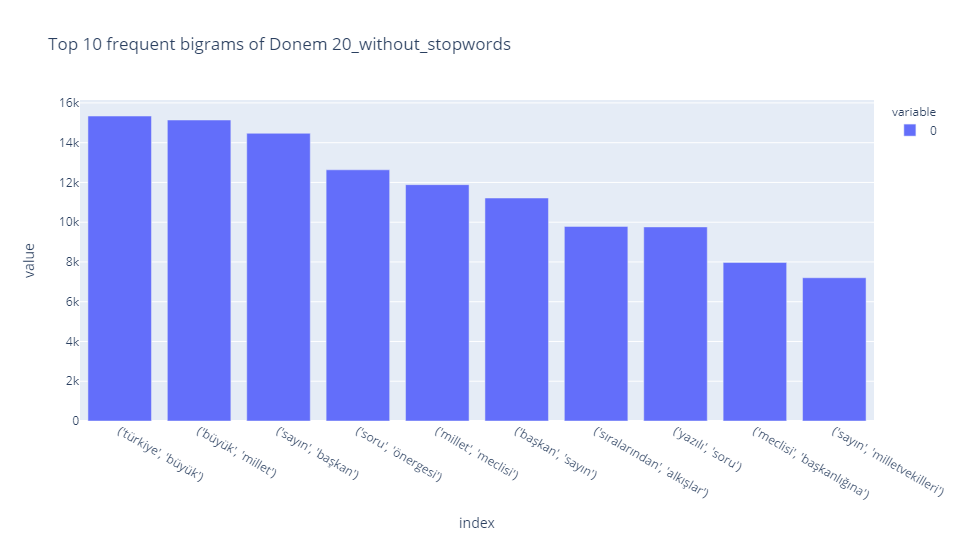 Top 10 frequent bigrams of Donem 20_without_stopwords
variable
0
16k
14k
12k
10k
8k
6k
4k
2k
0
value
('türkiye', 'büyük')
('büyük', 'millet')
('sayın', 'başkan')
('soru', 'önergesi')
('millet', 'meclisi')
('başkan', 'sayın')
('sıralarından', 'alkışlar')
('yazılı', 'soru')
('meclisi', 'başkanlığına')
('sayın', 'milletvekilleri')
index